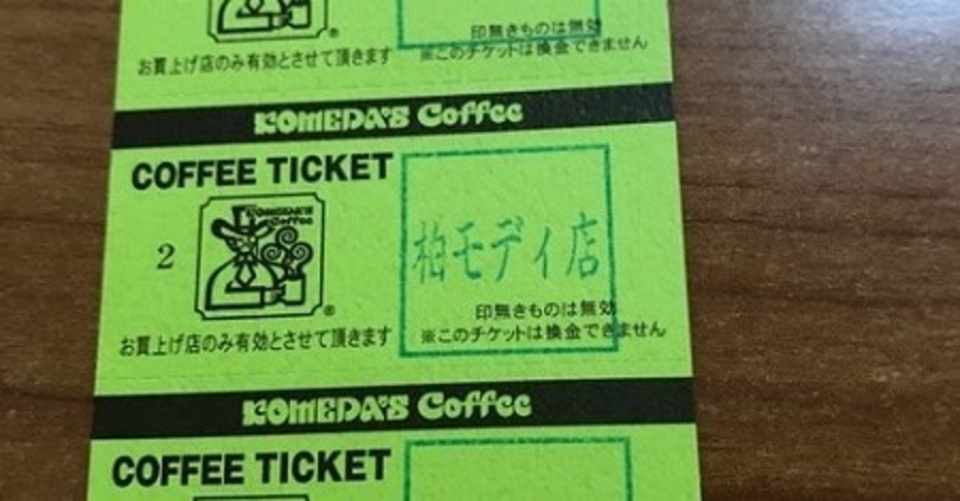 印無きものは無効
お買上げ店のみ有効とさせて頂きます
※このチケットは換金できません
KOMEDA'S Coffee
COFFEE TICKET
KOMEDA'S
Coffee
2
柏モディ店
印無きものは無効
お買上げ店のみ有効とさせて頂きます
※このチケットは換金できません
KOMEDA'S Coffee
COFFEE TICKET